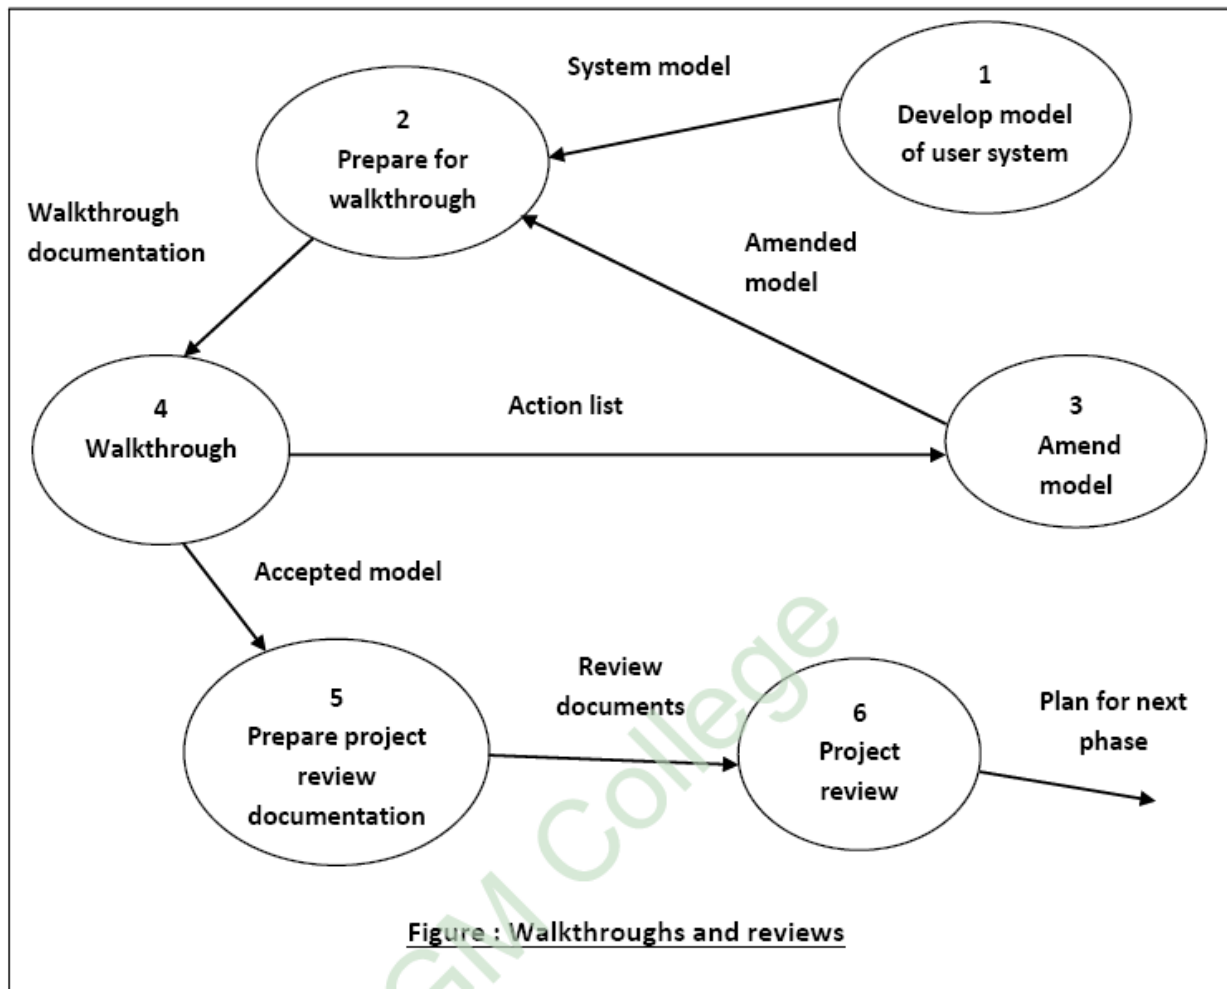 System model
1
Develop model
of user system
2
Prepare for
walkthrough
Walkthrough
documentation
Amended
model
4
Walkthrough
Action list
3
Amend
model
Accepted model
5
Prepare project
review
documentation
Review
documents
6
Project
review
Plan for next
phase
Figure : Walkthroughs and reviews
GM College